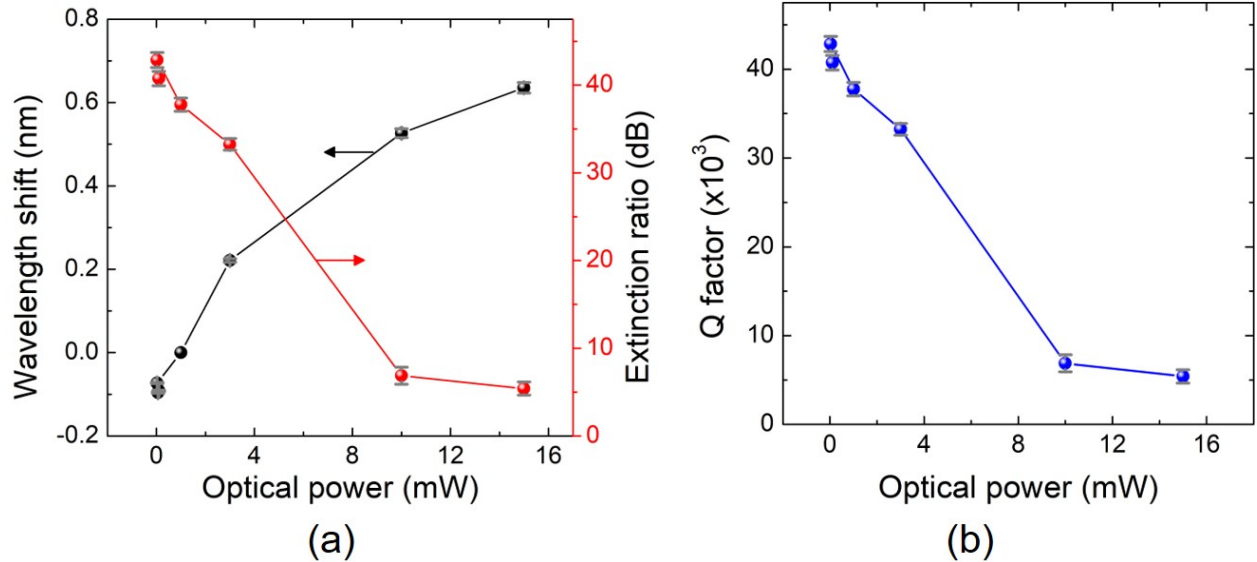 0.8
0.6
0.4
0.2
0.0
-0.2
Wavelength shift (nm)
0 4 8 12 16
Optical power (mW)
40
30
20
10
0
Extinction ratio (dB)
(a)
40
30
20
10
0
Q factor (x10³)
0 4 8 12 16
Optical power (mW)
(b)